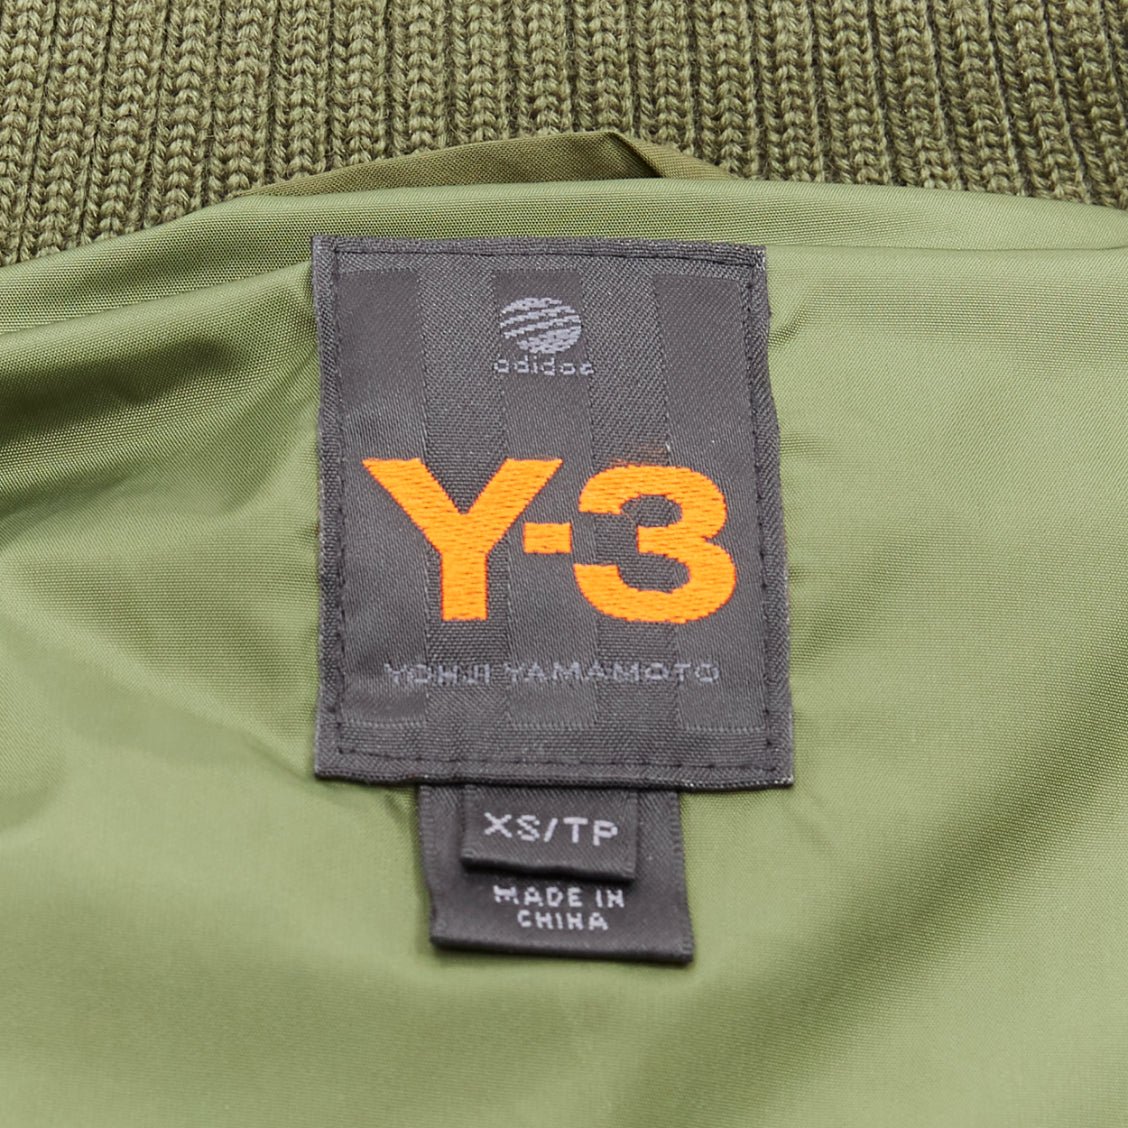 adidas
Y-3
YOHJI YAMAMOTO
XS/TP
MADE IN
CHINA